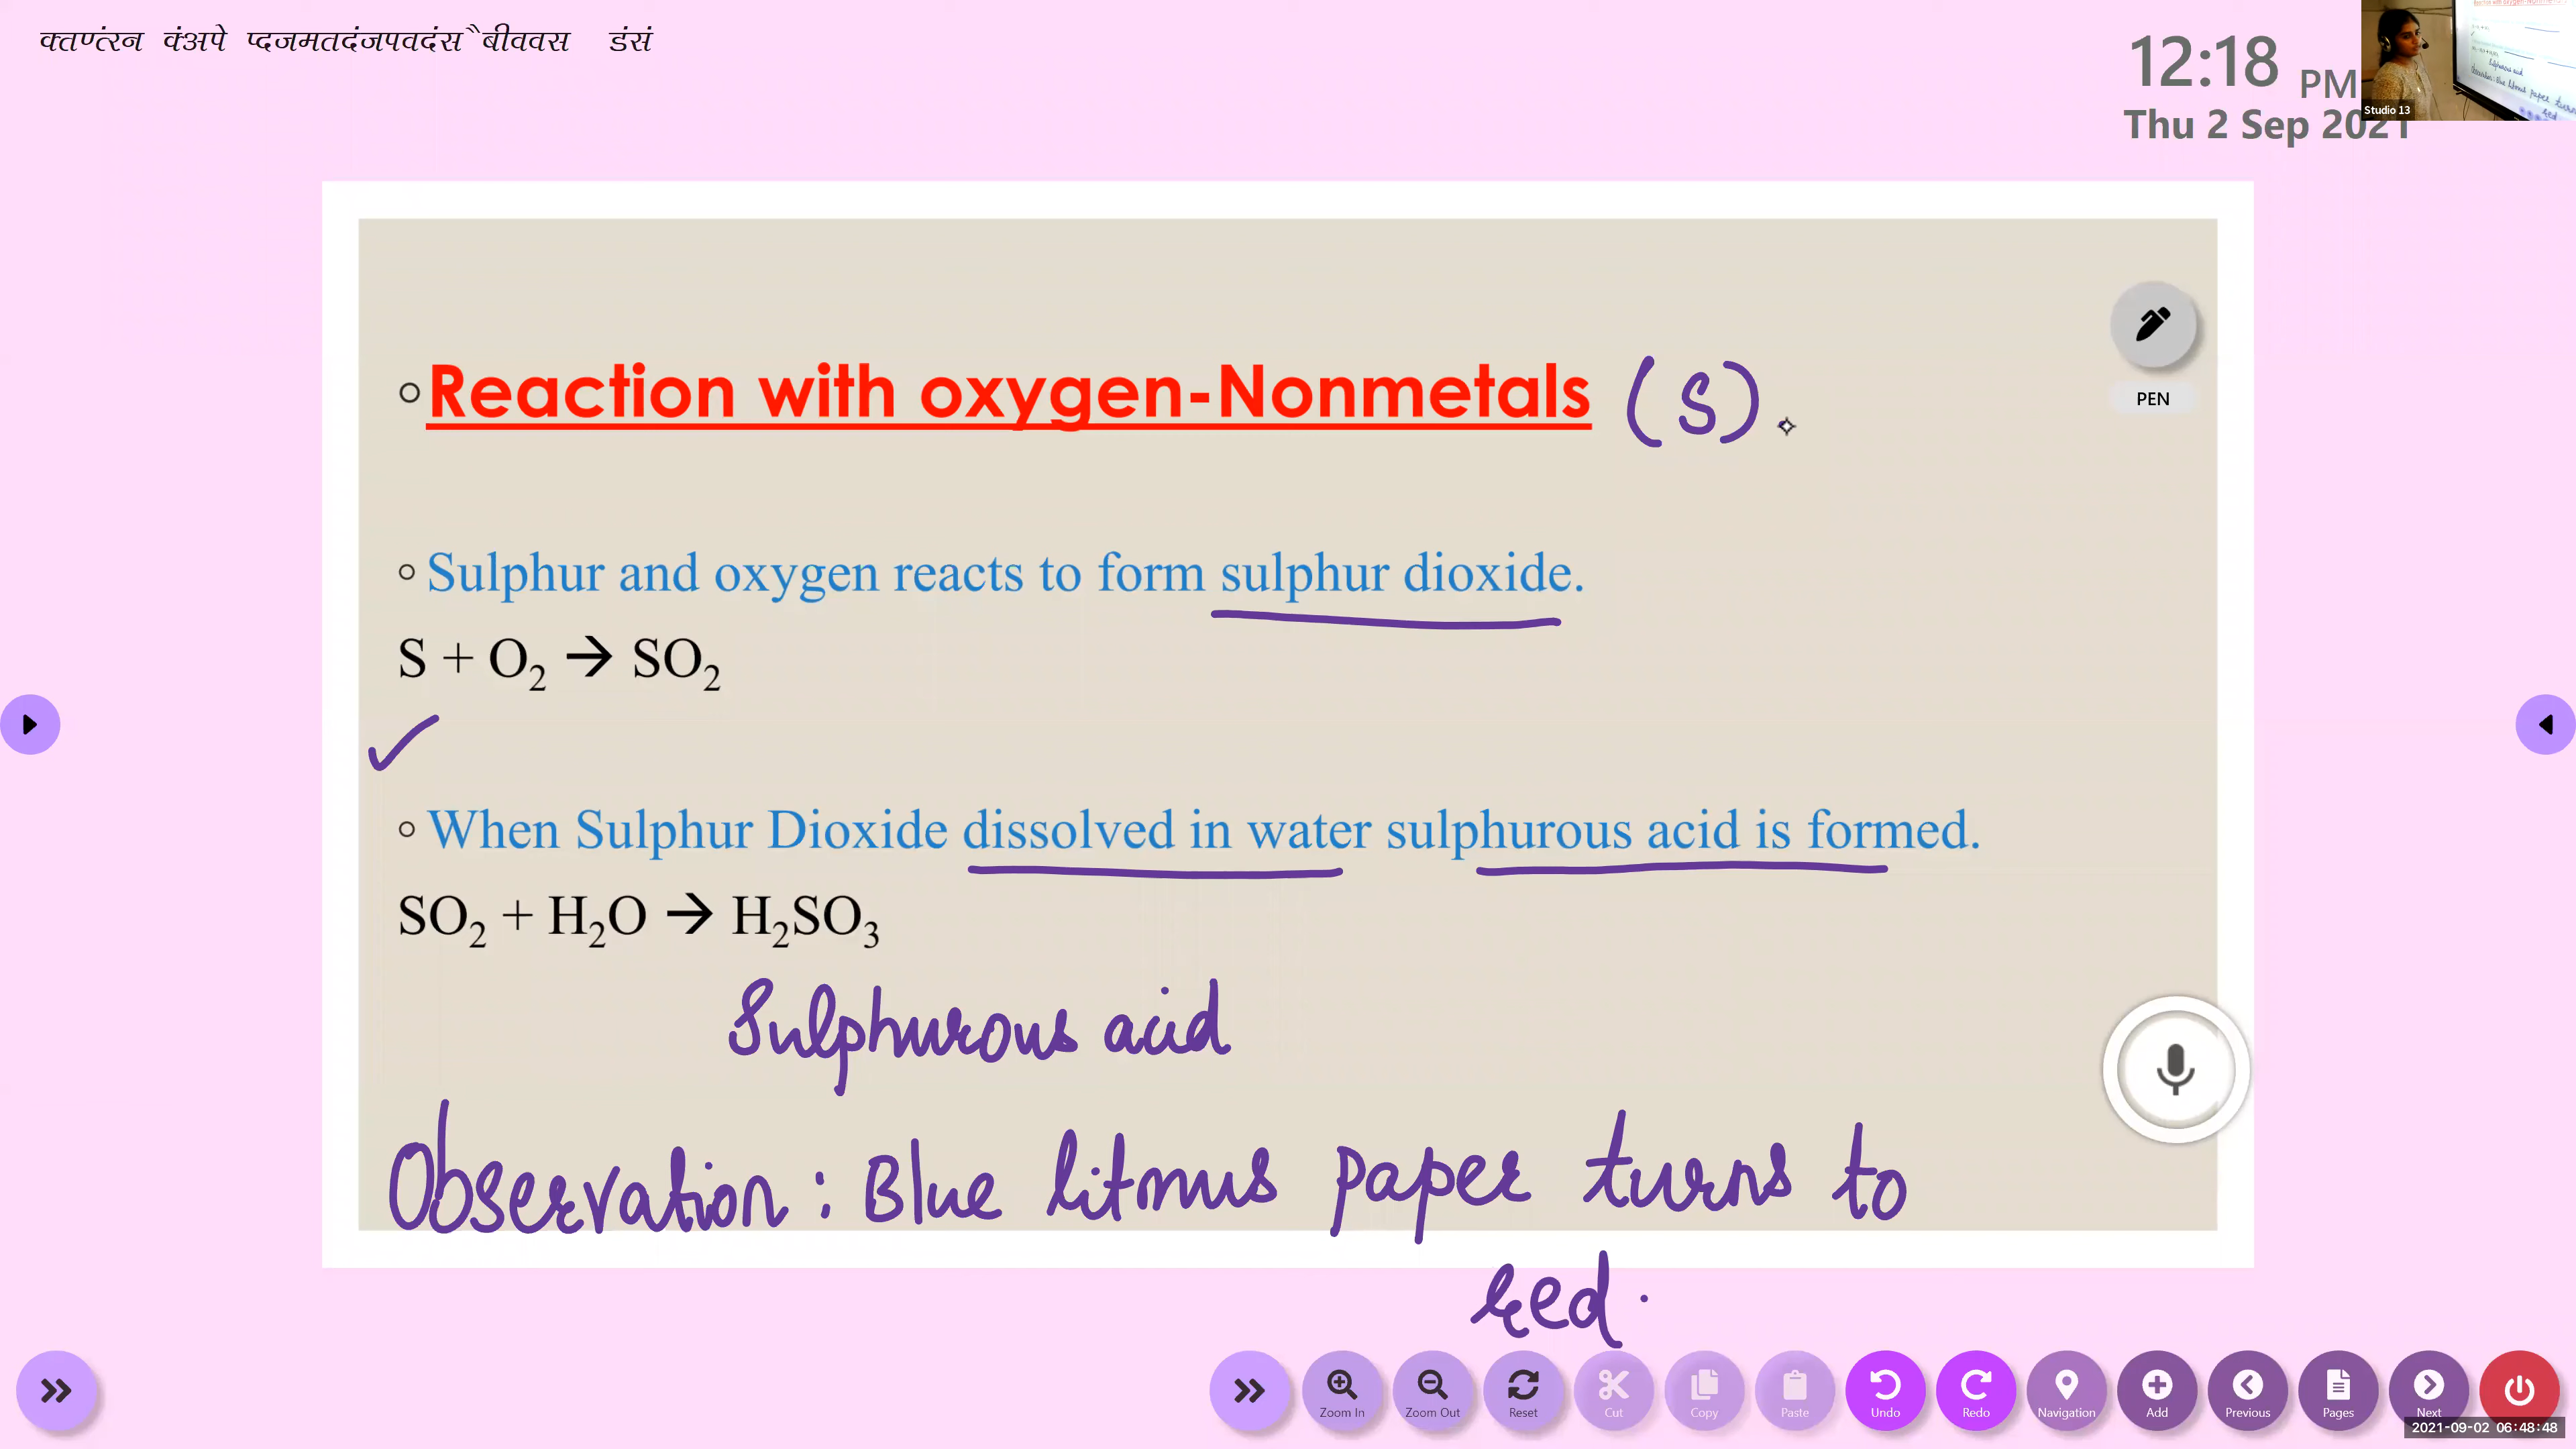 क्तण्ंरन क्ंअपे प्दजमतदंजपवदंस ैबीववस डंसं
12:18 PM
Thu 2 Sep 2021
Studio 13
Reaction with oxygen-Nonmetals (S).
PEN
Sulphur and oxygen reacts to form sulphur dioxide.
S + O₂ → SO₂
When Sulphur Dioxide dissolved in water sulphurous acid is formed.
SO₂ + H₂O → H₂SO₃
Sulphurous acid
Observation : Blue litmus paper turns to
red.
Zoom In Zoom Out Reset Cut Copy Paste Undo Redo Navigation Add Previous Pages Next
2021-09-02 06:48:48